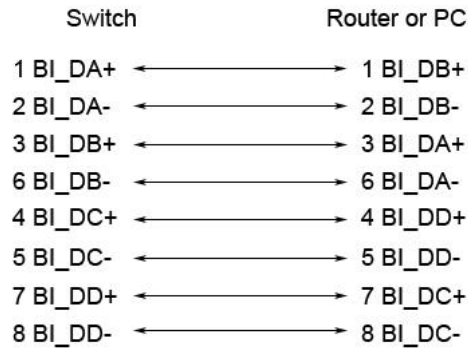 Switch Router or PC
1 BI_DA+ 1 BI_DB+
2 BI_DA- 2 BI_DB-
3 BI_DB+ 3 BI_DA+
6 BI_DB- 6 BI_DA-
4 BI_DC+ 4 BI_DD+
5 BI_DC- 5 BI_DD-
7 BI_DD+ 7 BI_DC+
8 BI_DD- 8 BI_DC-